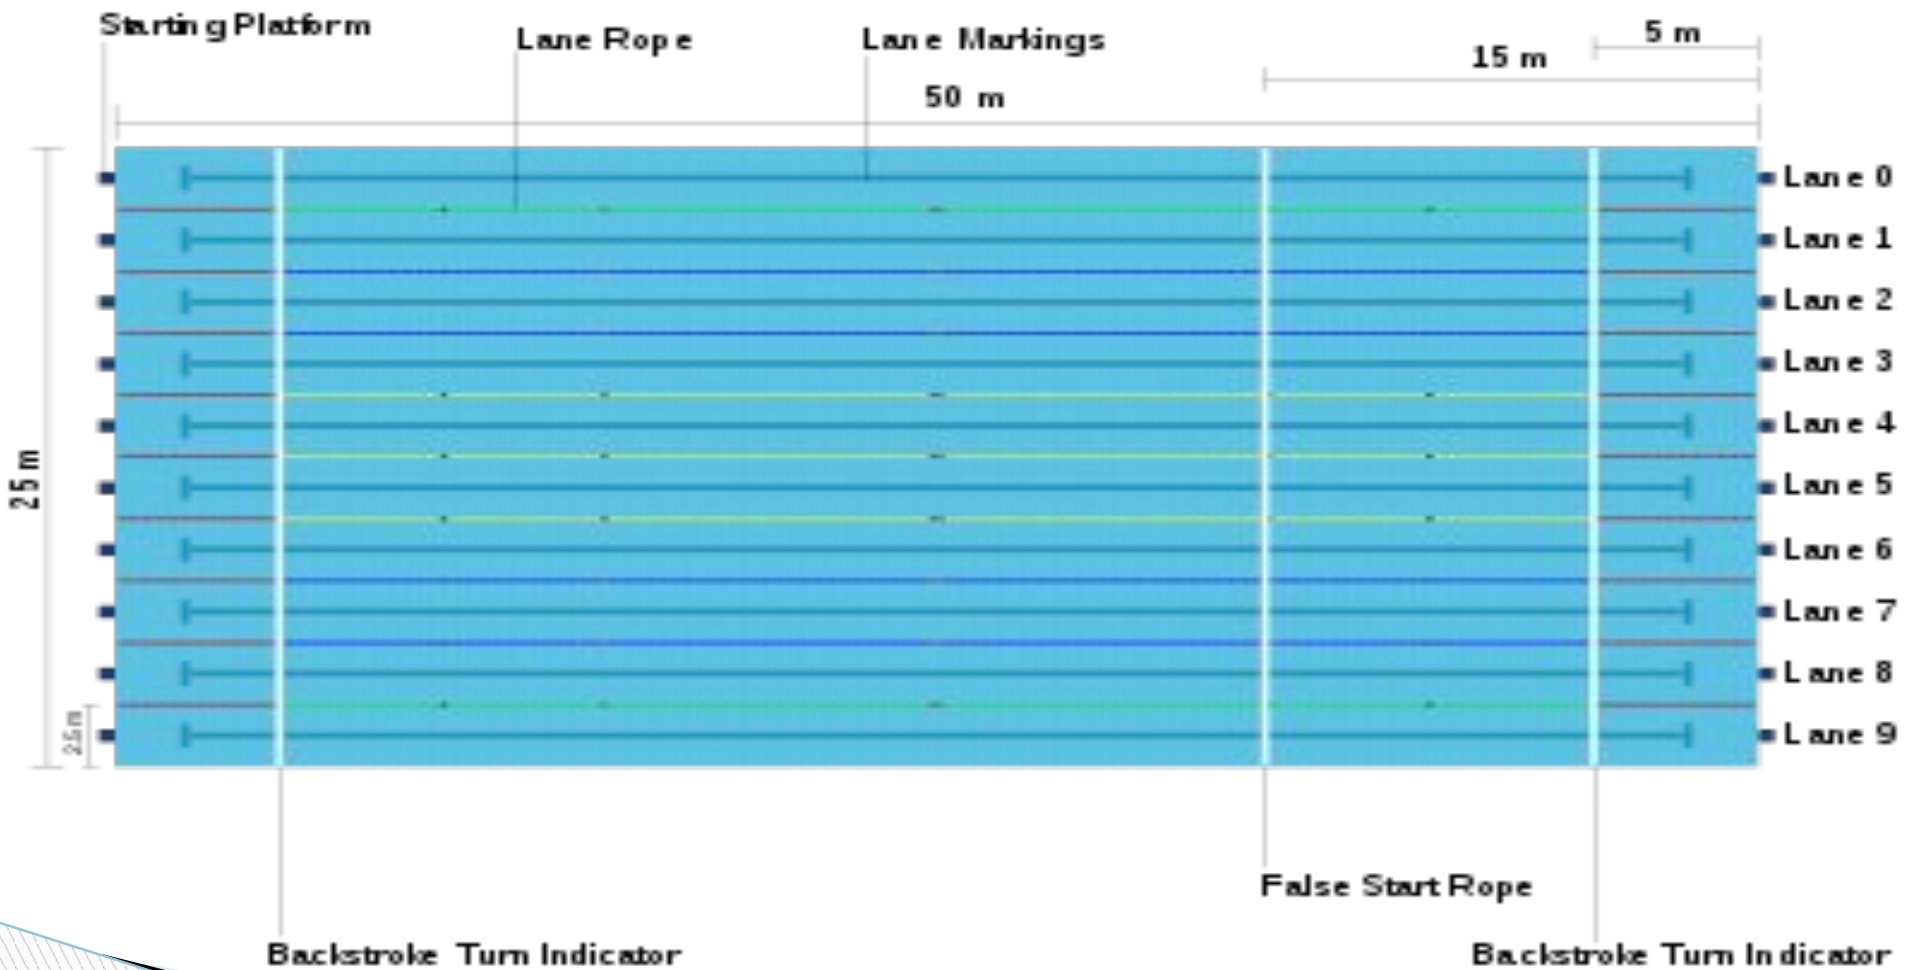 Starting Platform
Lane Rope
Lane Markings
5 m
15 m
50 m
Lane 0
Lane 1
Lane 2
Lane 3
Lane 4
Lane 5
Lane 6
Lane 7
Lane 8
Lane 9
25 m
2.5m
False Start Rope
Backstroke Turn Indicator
Backstroke Turn Indicator